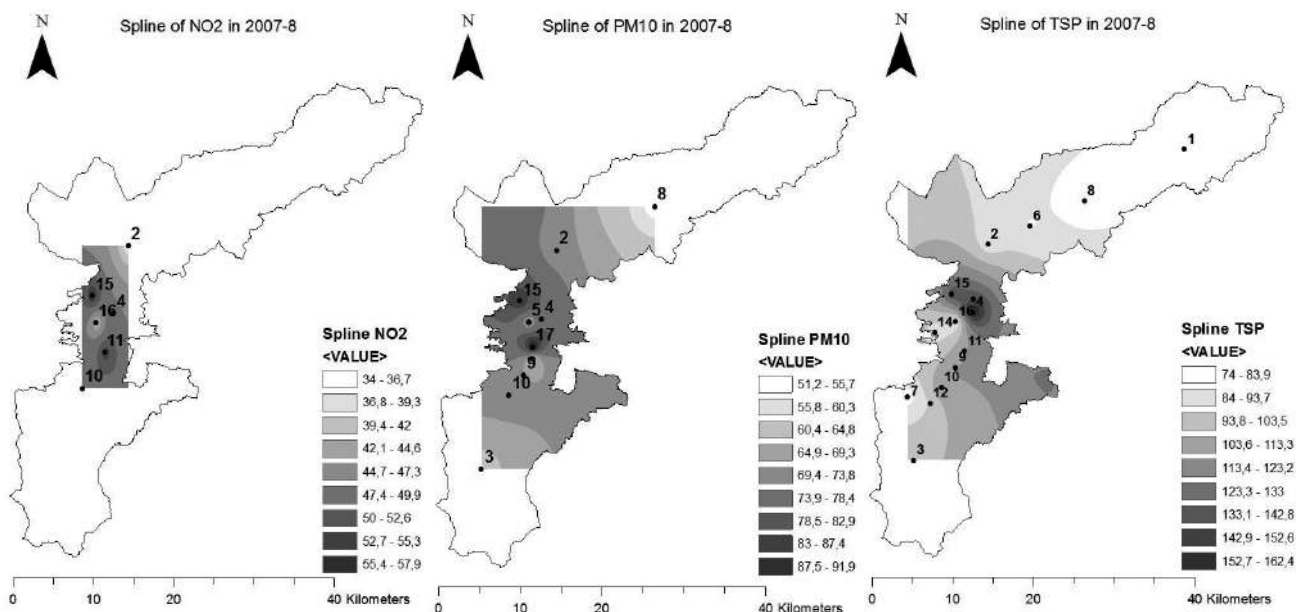 N
Spline of NO2 in 2007-8
2
15
4
16
11
10
Spline NO2
<VALUE>
34 - 36,7
36,8 - 39,3
39,4 - 42
42,1 - 44,6
44,7 - 47,3
47,4 - 49,9
50 - 52,6
52,7 - 55,3
55,4 - 57,9
0 10 20 40 Kilometers
N
Spline of PM10 in 2007-8
8
2
15
5 4
17
9
10
3
Spline PM10
<VALUE>
51,2 - 55,7
55,8 - 60,3
60,4 - 64,8
64,9 - 69,3
69,4 - 73,8
73,9 - 78,4
78,5 - 82,9
83 - 87,4
87,5 - 91,9
0 10 20 40 Kilometers
N
Spline of TSP in 2007-8
1
8
6
2
15
4
16
14
11
9
10
7 12
3
Spline TSP
<VALUE>
74 - 83,9
84 - 93,7
93,8 - 103,5
103,6 - 113,3
113,4 - 123,2
123,3 - 133
133,1 - 142,8
142,9 - 152,6
152,7 - 162,4
0 10 20 40 Kilometers